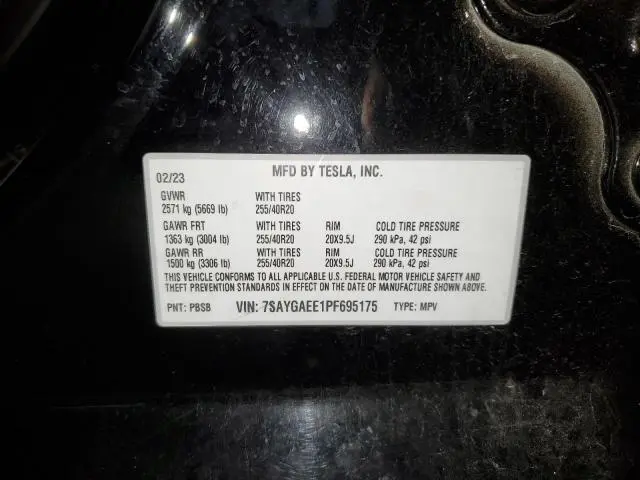 02/23 MFD BY TESLA, INC.
GVWR WITH TIRES
2571 kg (5669 lb) 255/40R20
GAWR FRT WITH TIRES RIM COLD TIRE PRESSURE
1363 kg (3004 lb) 255/40R20 20X9.5J 290 kPa, 42 psi
GAWR RR WITH TIRES RIM COLD TIRE PRESSURE
1500 kg (3306 lb) 255/40R20 20X9.5J 290 kPa, 42 psi
THIS VEHICLE CONFORMS TO ALL APPLICABLE U.S. FEDERAL MOTOR VEHICLE SAFETY AND
THEFT PREVENTION STANDARDS IN EFFECT ON THE DATE OF MANUFACTURE SHOWN ABOVE.
PNT: PBSB VIN: 7SAYGAEE1PF695175 TYPE: MPV